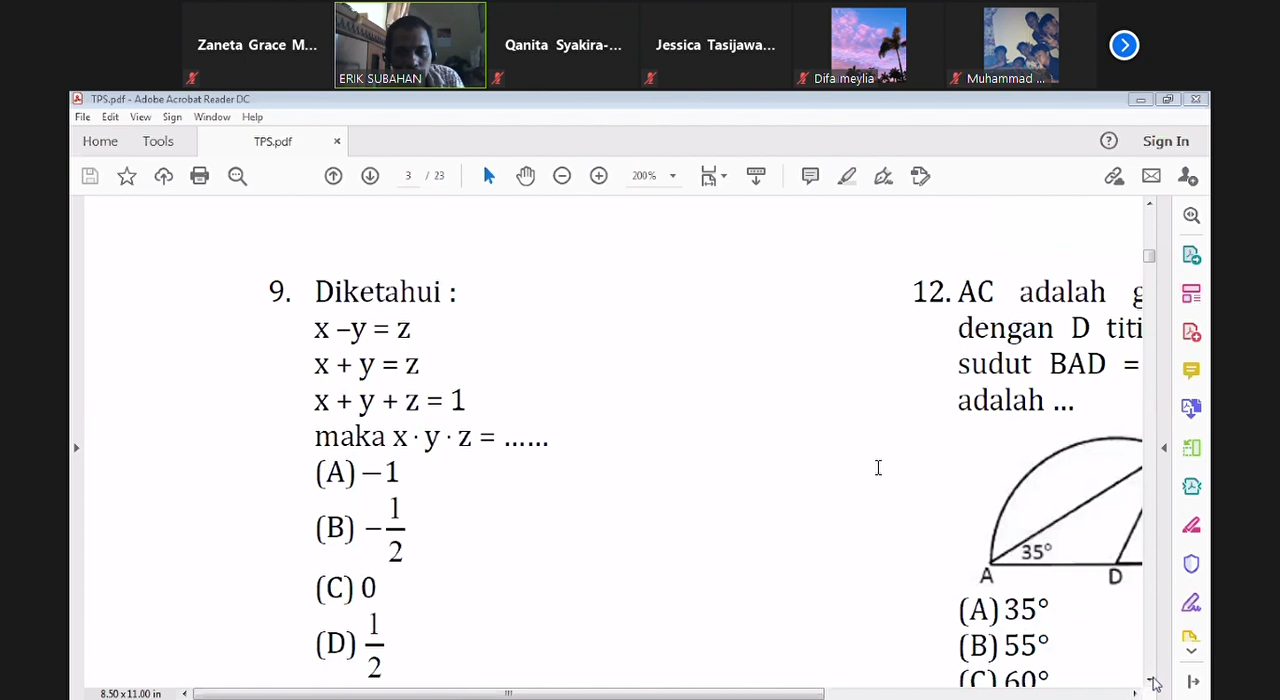 Zaneta Grace M...
ERIK SUBAHAN
Qanita Syakira-...
Jessica Tasijawa...
Difa meylia
Muhammad ...
TPS.pdf - Adobe Acrobat Reader DC
File Edit View Sign Window Help
Home Tools TPS.pdf × Sign In
3 / 23 200%
9. Diketahui :
x –y = z
x + y = z
x + y + z = 1
maka x · y · z = ......
(A) −1
(B) − 1/2
(C) 0
(D) 1/2
12. AC adalah g
dengan D titi
sudut BAD =
adalah ...
35°
A D
(A) 35°
(B) 55°
(C) 60°
8.50 x 11.00 in